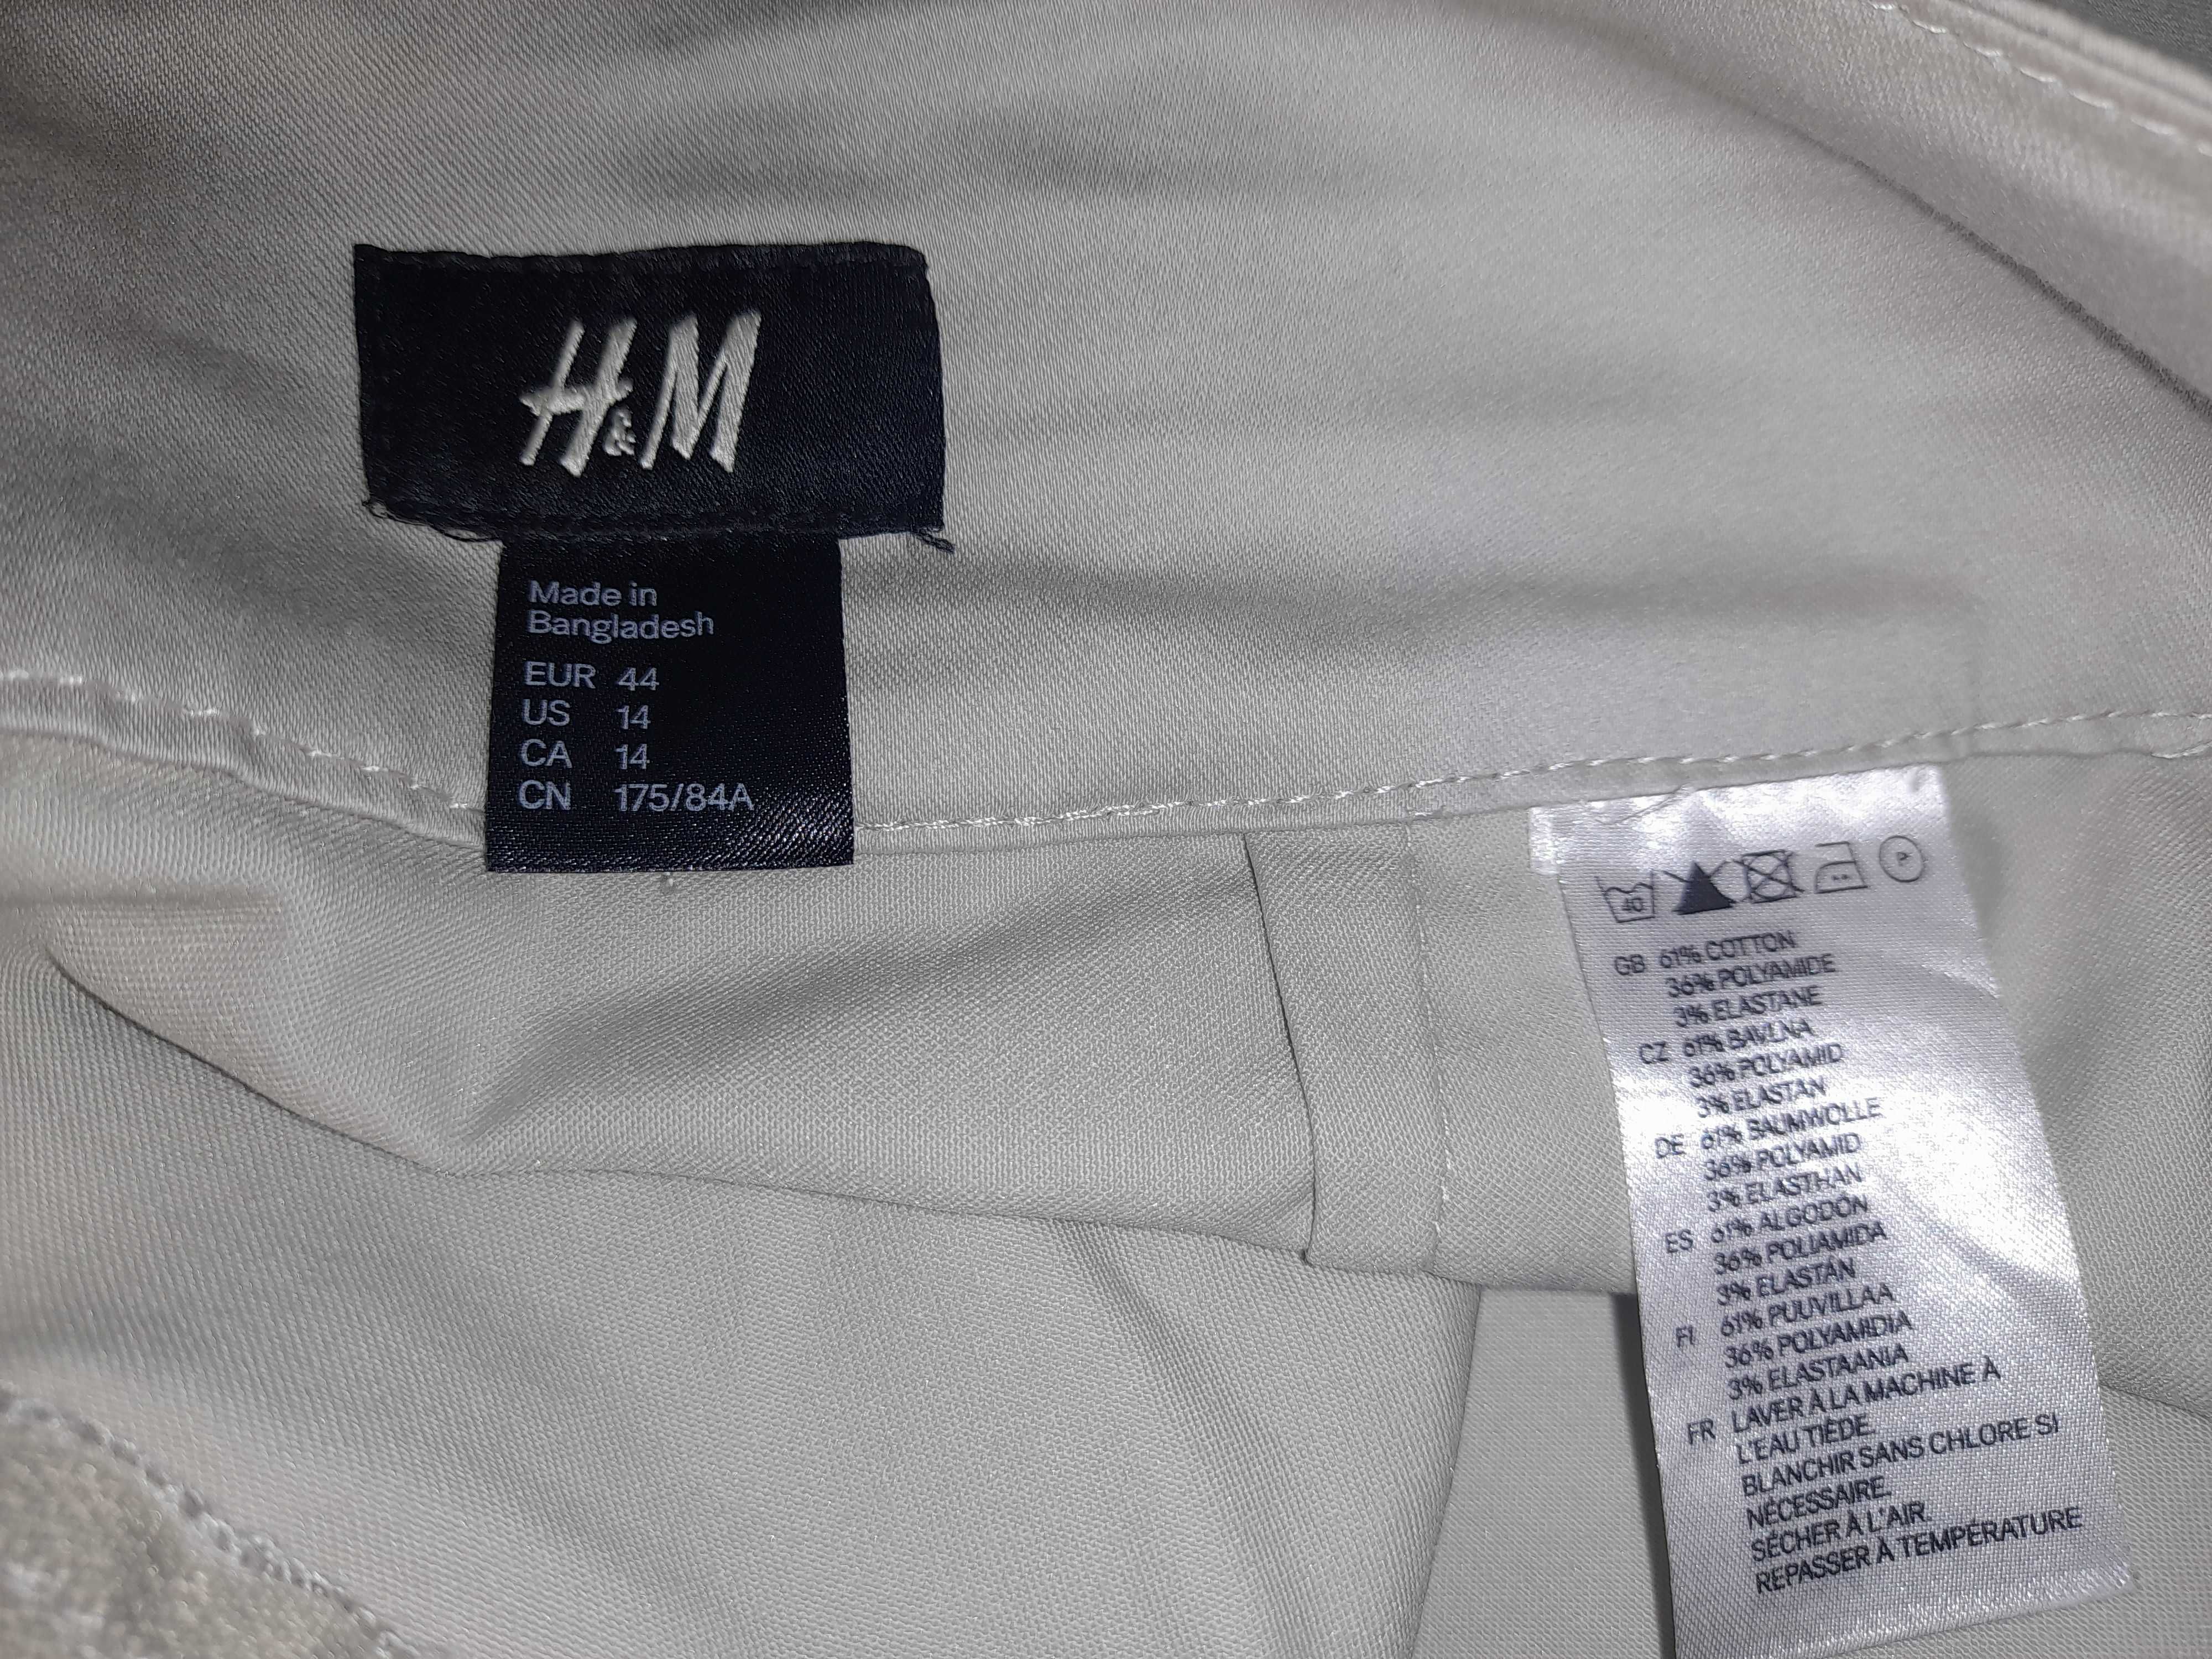 H&M
Made in
Bangladesh
EUR 44
US 14
CA 14
CN 175/84A
40
GB 61% COTTON
36% POLYAMIDE
3% ELASTANE
CZ 61% BAVLNA
36% POLYAMID
3% ELASTAN
DE 61% BAUMWOLLE
36% POLYAMID
3% ELASTHAN
ES 61% ALGODÓN
36% POLIAMIDA
3% ELASTÁN
FI 61% PUUVILLAA
36% POLYAMIDIA
3% ELASTAANIA
FR LAVER À LA MACHINE À
L'EAU TIÈDE.
BLANCHIR SANS CHLORE SI
NÉCESSAIRE.
SÉCHER À L'AIR.
REPASSER À TEMPÉRATURE